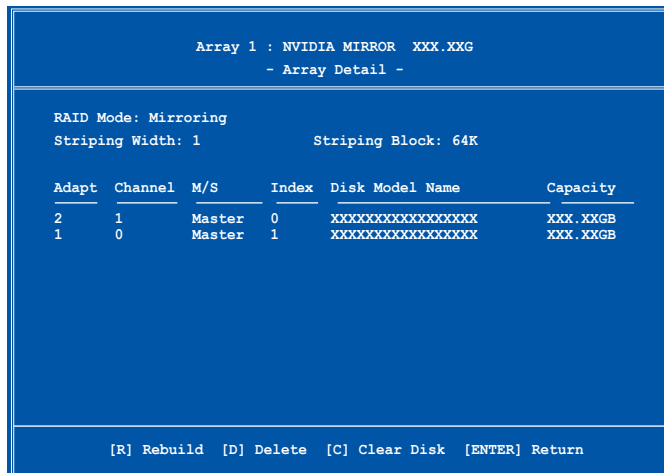 Array 1 : NVIDIA MIRROR XXX.XXG
- Array Detail -
RAID Mode: Mirroring
Striping Width: 1 Striping Block: 64K
Adapt Channel M/S Index Disk Model Name Capacity
2 1 Master 0 XXXXXXXXXXXXXXXXX XXX.XXGB
1 0 Master 1 XXXXXXXXXXXXXXXXX XXX.XXGB
[R] Rebuild [D] Delete [C] Clear Disk [ENTER] Return